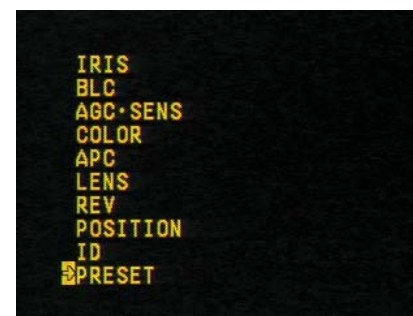 IRIS
BLC
AGC·SENS
COLOR
APC
LENS
REV
POSITION
ID
PRESET